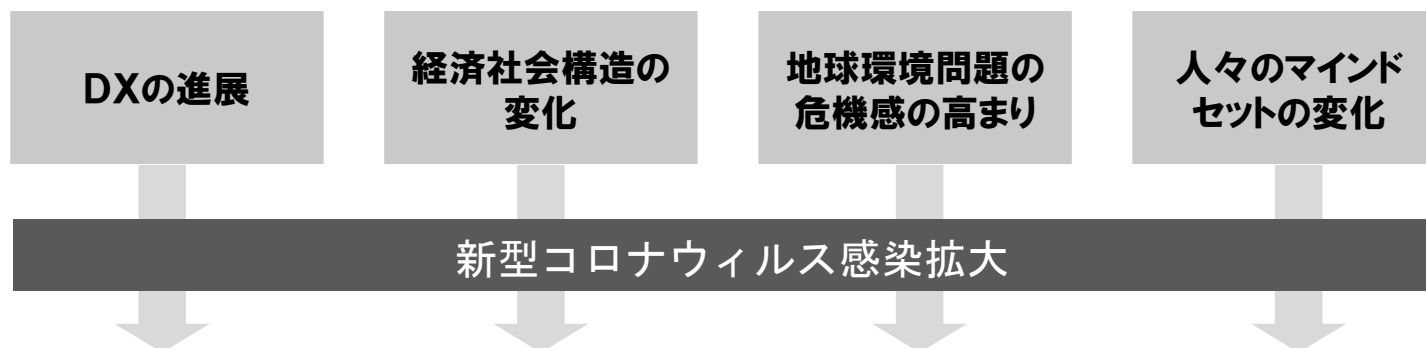 DXの進展
経済社会構造の
変化
地球環境問題の
危機感の高まり
人々のマインド
セットの変化
新型コロナウィルス感染拡大